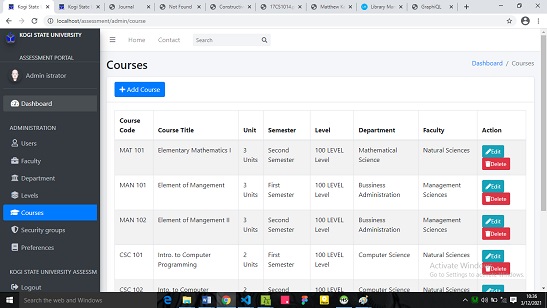 Kogi State
Kogi State U
Journal
Not Found
Constructi
17CS1014
Matthew K
Library Ma
GraphiQL
localhost/assessment/admin/course
KOGI STATE UNIVERSITY
Home
Contact
Search
ASSESSMENT PORTAL
Courses
Dashboard / Courses
Admin istrator
Add Course
Dashboard
Course Code
Course Title
Unit
Semester
Level
Department
Faculty
Action
ADMINISTRATION
Users
Faculty
Department
Levels
Courses
Security groups
Preferences
MAT 101
Elementary Mathematics I
3 Units
Second Semester
100 LEVEL Level
Mathematical Science
Natural Sciences
Edit
Delete
MAN 101
Element of Mangement
3 Units
First Semester
100 LEVEL Level
Bussiness Administration
Management Sciences
Edit
Delete
MAN 102
Element of Mangement II
3 Units
Second Semester
100 LEVEL Level
Bussiness Administration
Management Sciences
Edit
Delete
CSC 101
Intro. to Computer Programming
2 Units
First Semester
100 LEVEL Level
Computer Science
Natural Sciences
Edit
Delete
CSC 102
Intro. to Computer
2
Second
100 LEVEL
Computer Science
Natural Sciences
Edit
KOGI STATE UNIVERSITY ASSESSM
Logout
Activate Windows
Go to Settings to activate Windows.
Search the web and Windows
10:36
3/12/2021